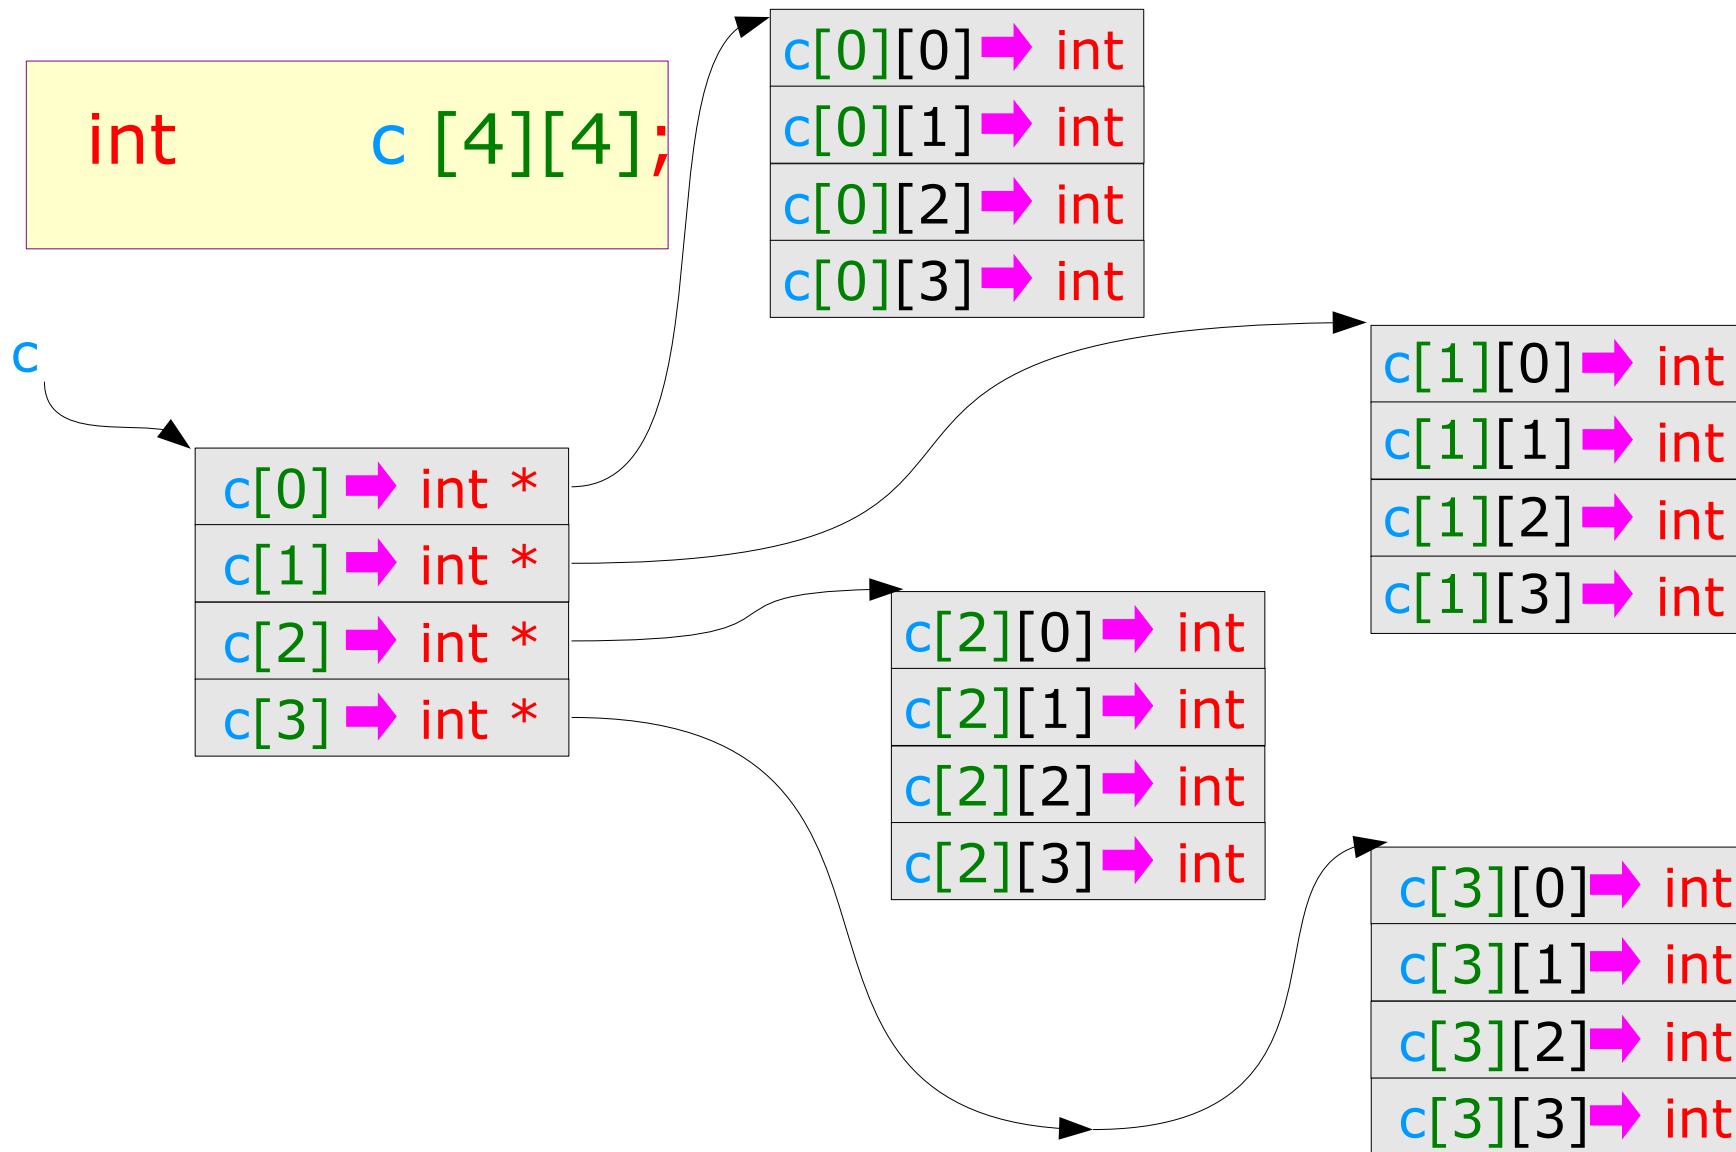 int c [4][4];
c
c[0] int *
c[1] int *
c[2] int *
c[3] int *
c[0][0] int
c[0][1] int
c[0][2] int
c[0][3] int
c[1][0] int
c[1][1] int
c[1][2] int
c[1][3] int
c[2][0] int
c[2][1] int
c[2][2] int
c[2][3] int
c[3][0] int
c[3][1] int
c[3][2] int
c[3][3] int